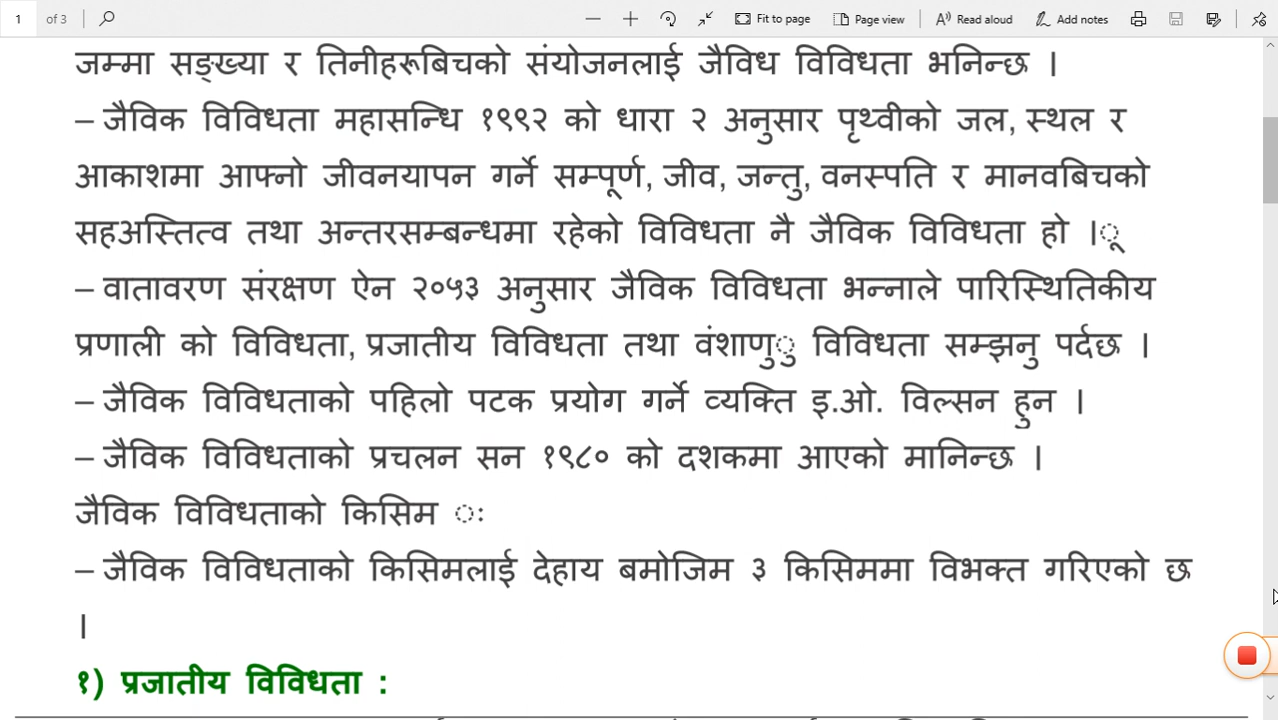 1 of 3 Fit to page Page view Read aloud Add notes
जम्मा सङ्ख्या र तिनीहरूबिचको संयोजनलाई जैविध विविधता भनिन्छ ।
– जैविक विविधता महासन्धि १९९२ को धारा २ अनुसार पृथ्वीको जल, स्थल र
आकाशमा आफ्नो जीवनयापन गर्ने सम्पूर्ण, जीव, जन्तु, वनस्पति र मानवबिचको
सहअस्तित्व तथा अन्तरसम्बन्धमा रहेको विविधता नै जैविक विविधता हो ।ू
– वातावरण संरक्षण ऐन २०५३ अनुसार जैविक विविधता भन्नाले पारिस्थितिकीय
प्रणाली को विविधता, प्रजातीय विविधता तथा वंशाणुु विविधता सम्झनु पर्दछ ।
– जैविक विविधताको पहिलो पटक प्रयोग गर्ने व्यक्ति इ.ओ. विल्सन हुन ।
– जैविक विविधताको प्रचलन सन १९८० को दशकमा आएको मानिन्छ ।
जैविक विविधताको किसिम ः
– जैविक विविधताको किसिमलाई देहाय बमोजिम ३ किसिममा विभक्त गरिएको छ
।
१) प्रजातीय विविधता :